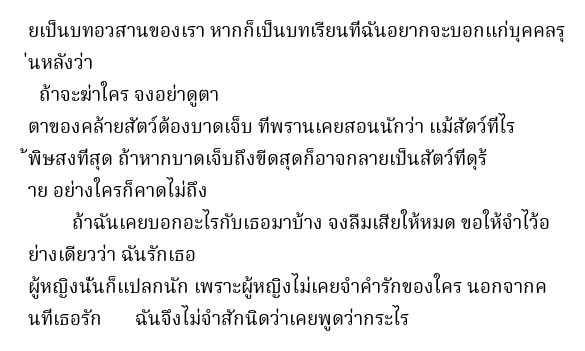 ยเป็นบทอวสานของเรา หากก็เป็นบทเรียนที่ฉันอยากจะบอกแก่บุคคลรุ
่นหลังว่า
ถ้าจะฆ่าใคร จงอย่าดูตา
ตาของคล้ายสัตว์ต้องบาดเจ็บ ที่พรานเคยสอนนักว่า แม้สัตว์ที่ไร
้พิษสงที่สุด ถ้าหากบาดเจ็บถึงขีดสุดก็อาจกลายเป็นสัตว์ที่ดุร้
าย อย่างใครก็คาดไม่ถึง
ถ้าฉันเคยบอกอะไรกับเธอมาบ้าง จงลืมเสียให้หมด ขอให้จำไว้อ
ย่างเดียวว่า ฉันรักเธอ
ผู้หญิงนั้นก็แปลกนัก เพราะผู้หญิงไม่เคยจำคำรักของใคร นอกจากค
นที่เธอรัก ฉันจึงไม่จำสักนิดว่าเคยพูดว่ากระไร